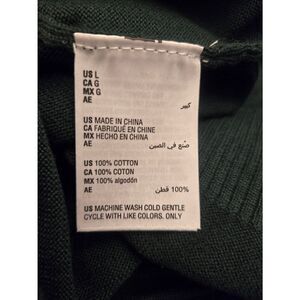 US L
CA G
MX G
AE كبير
US MADE IN CHINA
CA FABRIQUÉ EN CHINE
MX HECHO EN CHINA
AE صُنع في الصين
US 100% COTTON
CA 100% COTON
MX 100% algodón
AE 100% قطن
US MACHINE WASH COLD GENTLE
CYCLE WITH LIKE COLORS. ONLY